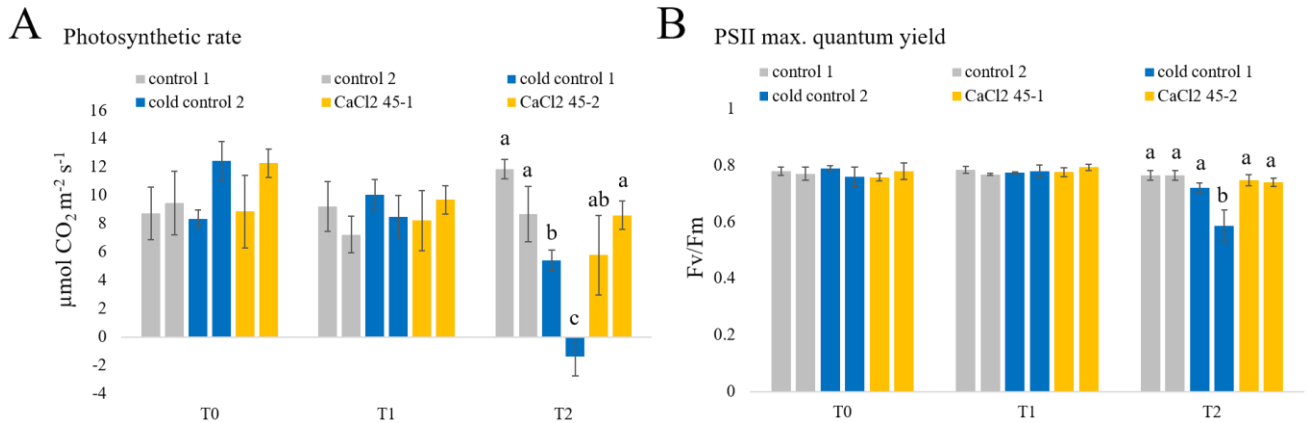 A Photosynthetic rate
control 1 control 2 cold control 1
cold control 2 CaCl2 45-1 CaCl2 45-2
µmol CO₂ m⁻² s⁻¹
16
14
12
10
8
6
4
2
0
-2
-4
a
a
b
c
ab
a
T0 T1 T2
B PSII max. quantum yield
control 1 control 2 cold control 1
cold control 2 CaCl2 45-1 CaCl2 45-2
Fv/Fm
1
0.8
0.6
0.4
0.2
0
a a a b a a
T0 T1 T2